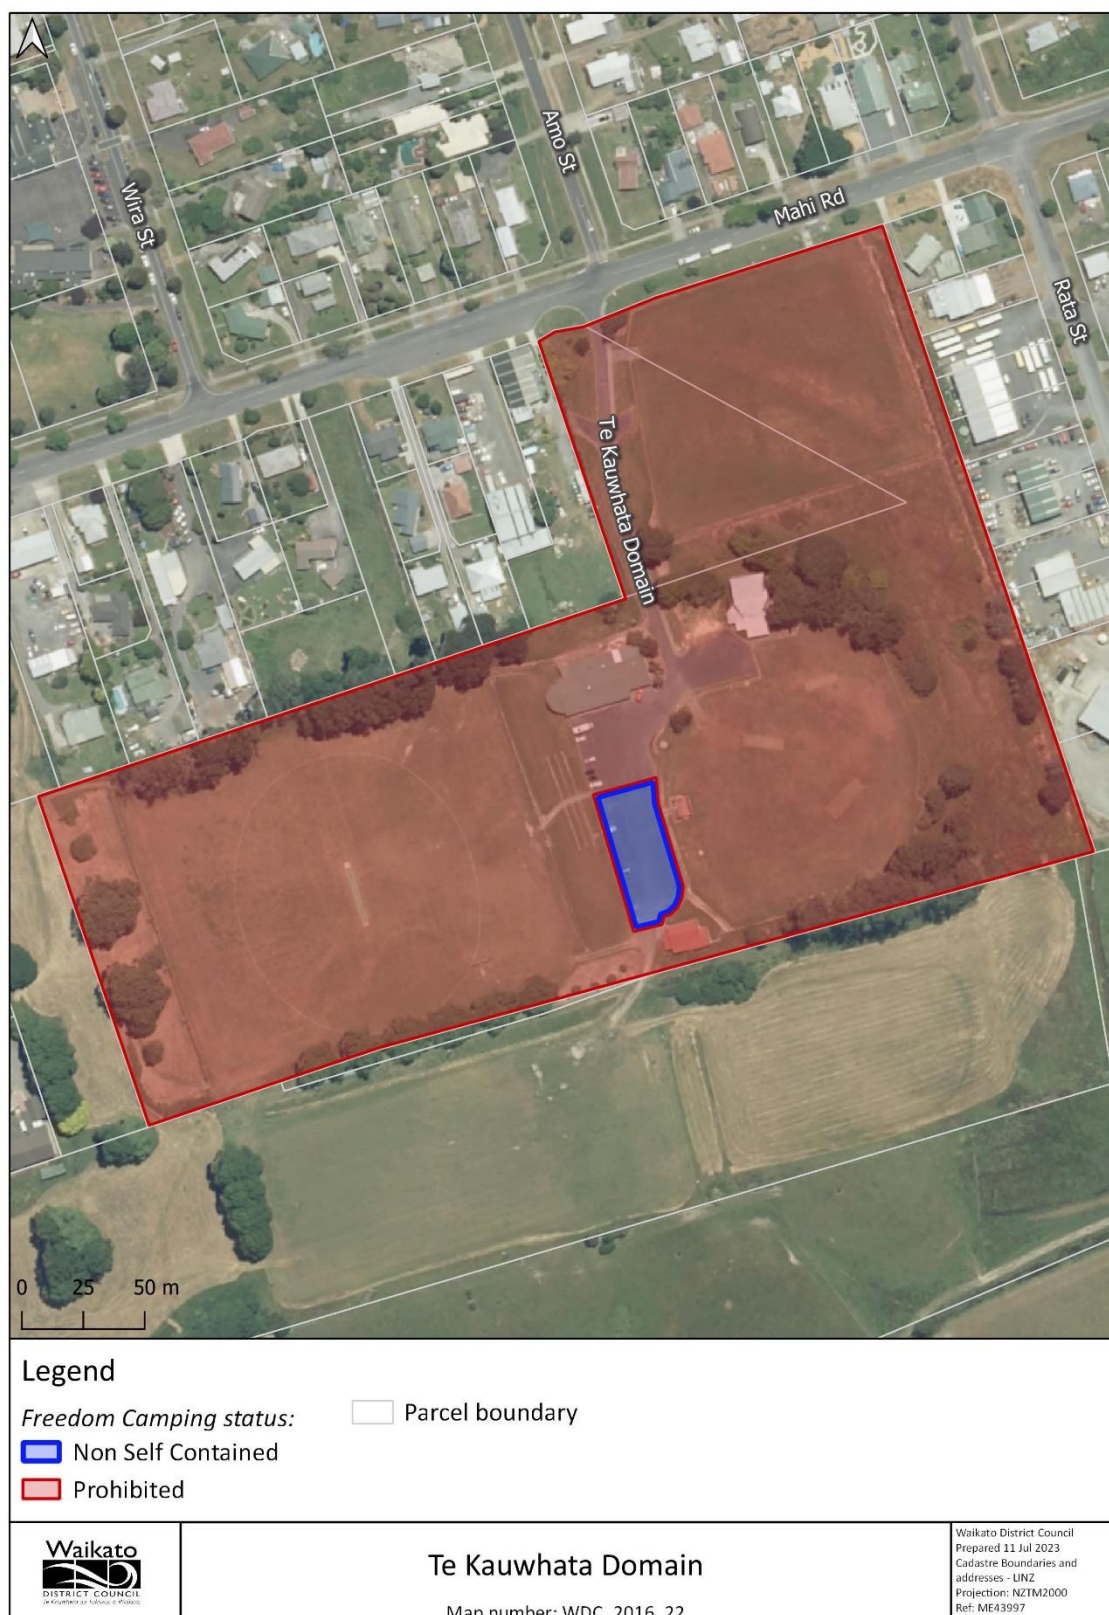 Amo St
Mahi Rd
Wira St
Rata St
Te Kauwhata Domain
0 25 50 m
Legend
Freedom Camping status:
Parcel boundary
Non Self Contained
Prohibited
Waikato
DISTRICT COUNCIL
Te Kauwhata Domain
Map number: WDC_2016_22
Waikato District Council
Prepared 11 Jul 2023
Cadastre Boundaries and
addresses - LINZ
Projection: NZTM2000
Ref: ME43997